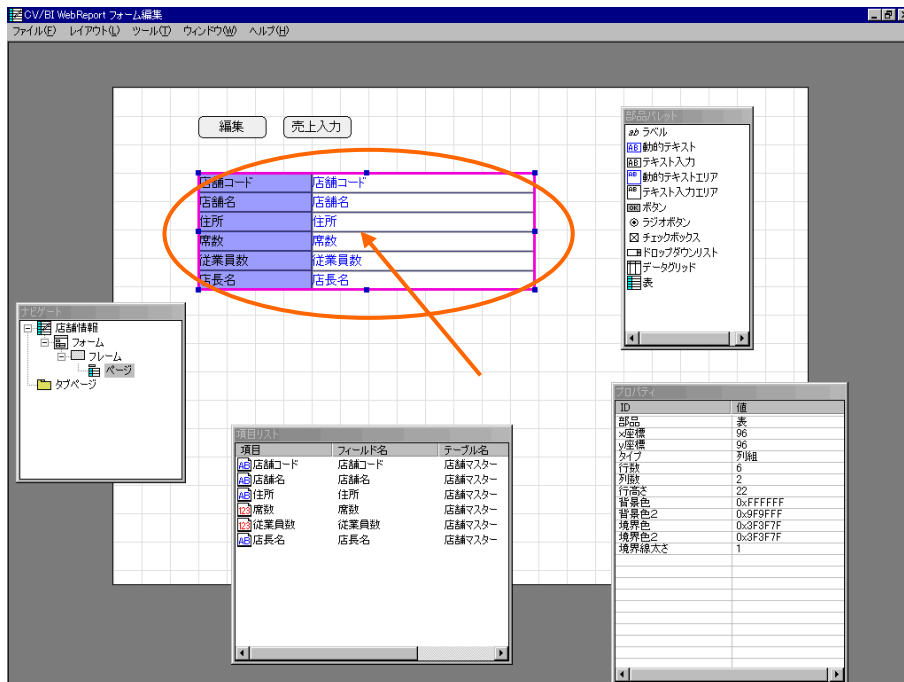 CV/BI WebReport フォーム編集
ファイル(F) レイアウト(L) ツール(T) ウィンドウ(W) ヘルプ(H)
編集 売上入力
店舗コード 店舗コード
店舗名 店舗名
住所 住所
席数 席数
従業員数 従業員数
店長名 店長名
部品パレット
ab ラベル
AB 動的テキスト
AB テキスト入力
AB 動的テキストエリア
AB テキスト入力エリア
OK ボタン
ラジオボタン
チェックボックス
ドロップダウンリスト
データグリッド
表
ナビゲート
店舗情報
フォーム
フレーム
ページ
タブページ
項目リスト
項目 フィールド名 テーブル名
AB 店舗コード 店舗コード 店舗マスター
AB 店舗名 店舗名 店舗マスター
AB 住所 住所 店舗マスター
123 席数 席数 店舗マスター
123 従業員数 従業員数 店舗マスター
AB 店長名 店長名 店舗マスター
プロパティ
ID 値
部品 表
x座標 96
y座標 96
タイプ 列組
行数 6
列数 2
行高さ 22
背景色 0xFFFFFF
背景色2 0x9F9FFF
境界色 0x3F3F7F
境界色2 0x3F3F7F
境界線太さ 1